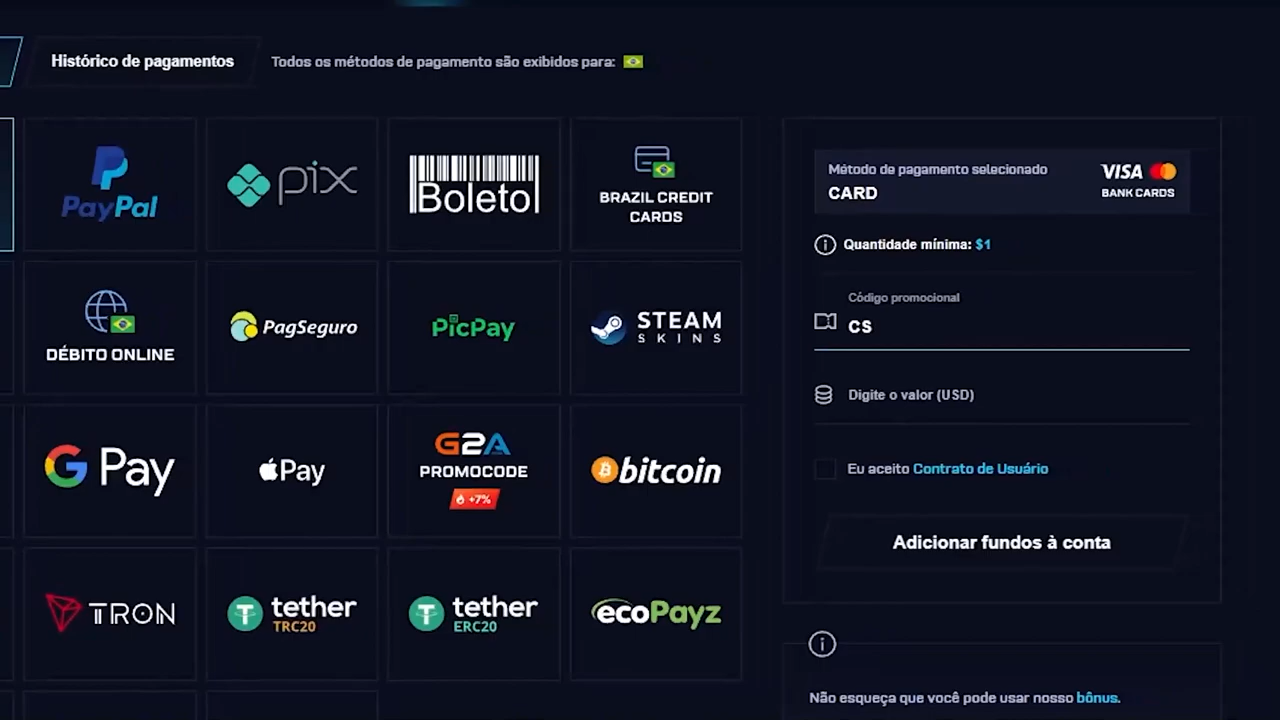 Histórico de pagamentos
Todos os métodos de pagamento são exibidos para:
PayPal
pix
Boleto
BRAZIL CREDIT
CARDS
DÉBITO ONLINE
PagSeguro
PicPay
STEAM
SKINS
G Pay
Pay
G2A
PROMOCODE
+7%
bitcoin
TRON
tether
TRC20
tether
ERC20
ecoPayz
Método de pagamento selecionado
CARD
VISA
BANK CARDS
Quantidade mínima: $1
Código promocional
CS
Digite o valor (USD)
Eu aceito Contrato de Usuário
Adicionar fundos à conta
Não esqueça que você pode usar nosso bônus.